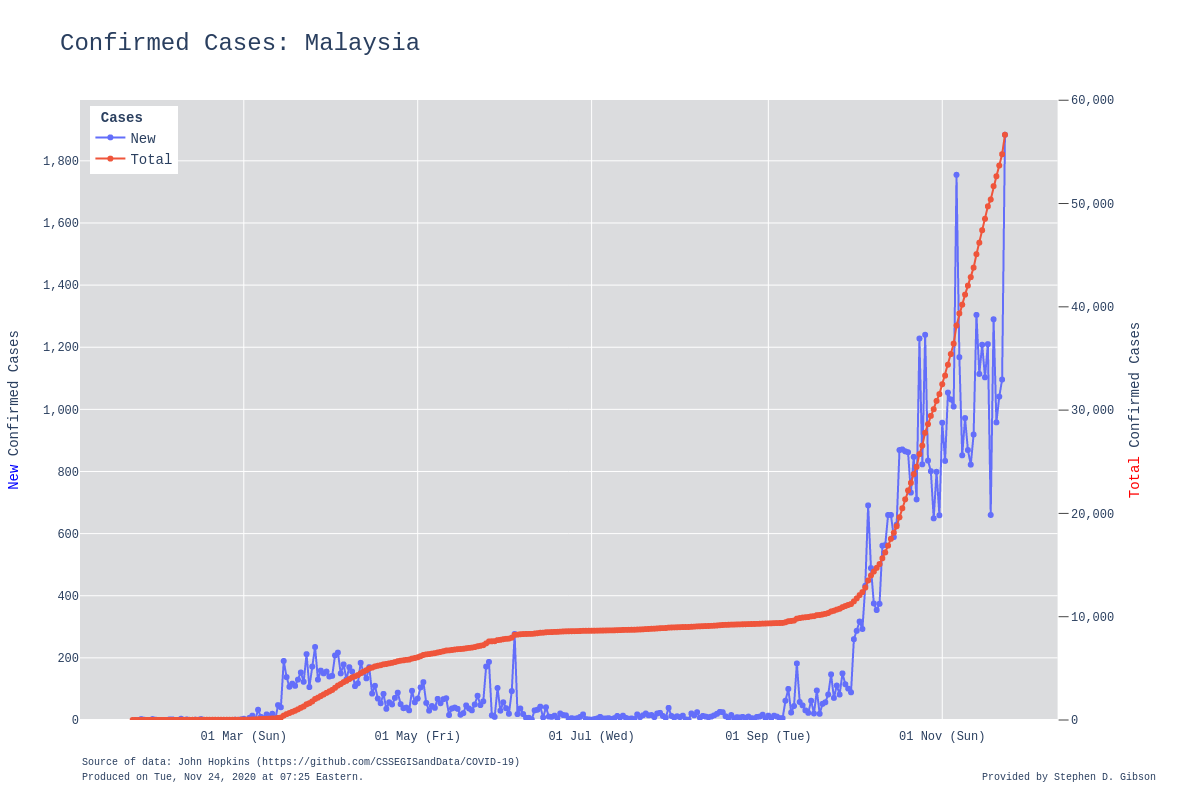 Confirmed Cases: Malaysia
Cases
New
Total
1,800
1,600
1,400
1,200
1,000
800
600
400
200
0
New Confirmed Cases
60,000
50,000
40,000
30,000
20,000
10,000
0
Total Confirmed Cases
01 Mar (Sun)
01 May (Fri)
01 Jul (Wed)
01 Sep (Tue)
01 Nov (Sun)
Source of data: John Hopkins (https://github.com/CSSEGISandData/COVID-19)
Produced on Tue, Nov 24, 2020 at 07:25 Eastern.
Provided by Stephen D. Gibson